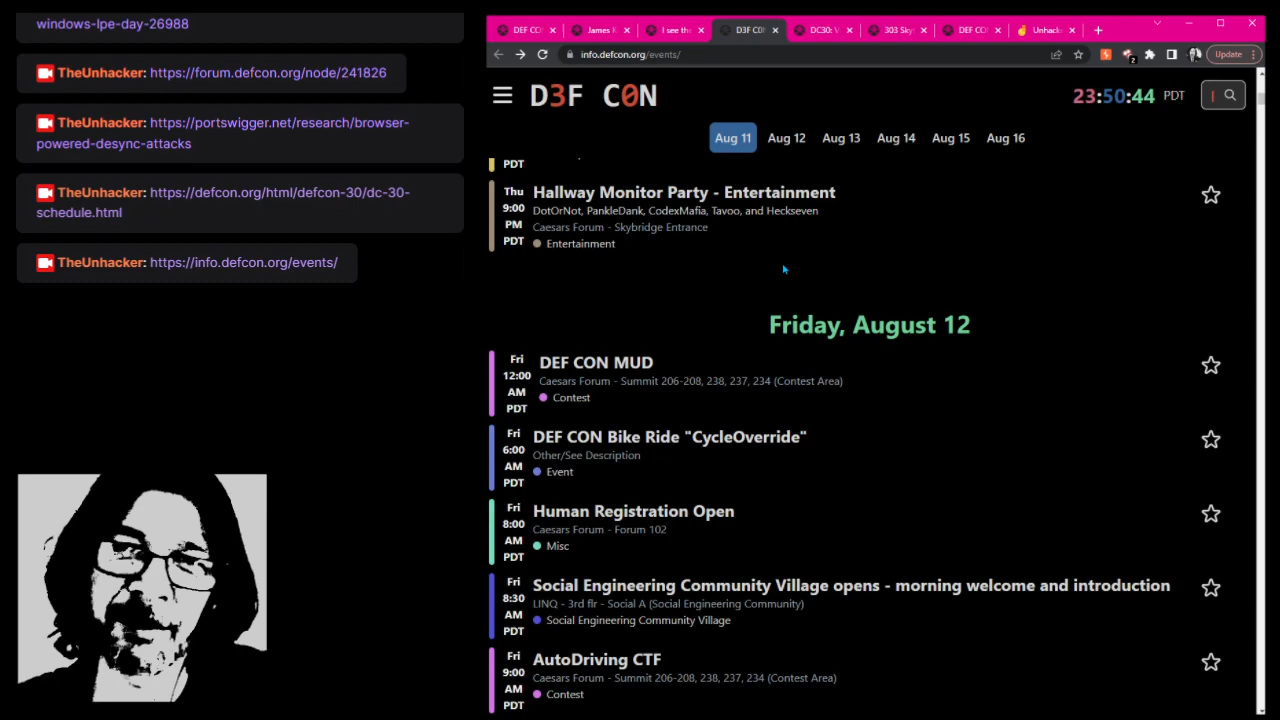 windows-lpe-day-26988
TheUnhacker: https://forum.defcon.org/node/241826
TheUnhacker: https://portswigger.net/research/browser-
powered-desync-attacks
TheUnhacker: https://defcon.org/html/defcon-30/dc-30-
schedule.html
TheUnhacker: https://info.defcon.org/events/
DEF CO
James F
I see the
D3F C0
DC30: V
303 Sky
DEF CO
Unhack
info.defcon.org/events/
2
Update
D3F C0N
23:50:44 PDT
Aug 11 Aug 12 Aug 13 Aug 14 Aug 15 Aug 16
PDT
Thu
9:00
PM
PDT
Hallway Monitor Party - Entertainment
DotOrNot, PankleDank, CodexMafia, Tavoo, and Heckseven
Caesars Forum - Skybridge Entrance
Entertainment
Friday, August 12
Fri
12:00
AM
PDT
DEF CON MUD
Caesars Forum - Summit 206-208, 238, 237, 234 (Contest Area)
Contest
Fri
6:00
AM
PDT
DEF CON Bike Ride "CycleOverride"
Other/See Description
Event
Fri
8:00
AM
PDT
Human Registration Open
Caesars Forum - Forum 102
Misc
Fri
8:30
AM
PDT
Social Engineering Community Village opens - morning welcome and introduction
LINQ - 3rd flr - Social A (Social Engineering Community)
Social Engineering Community Village
Fri
9:00
AM
PDT
AutoDriving CTF
Caesars Forum - Summit 206-208, 238, 237, 234 (Contest Area)
Contest